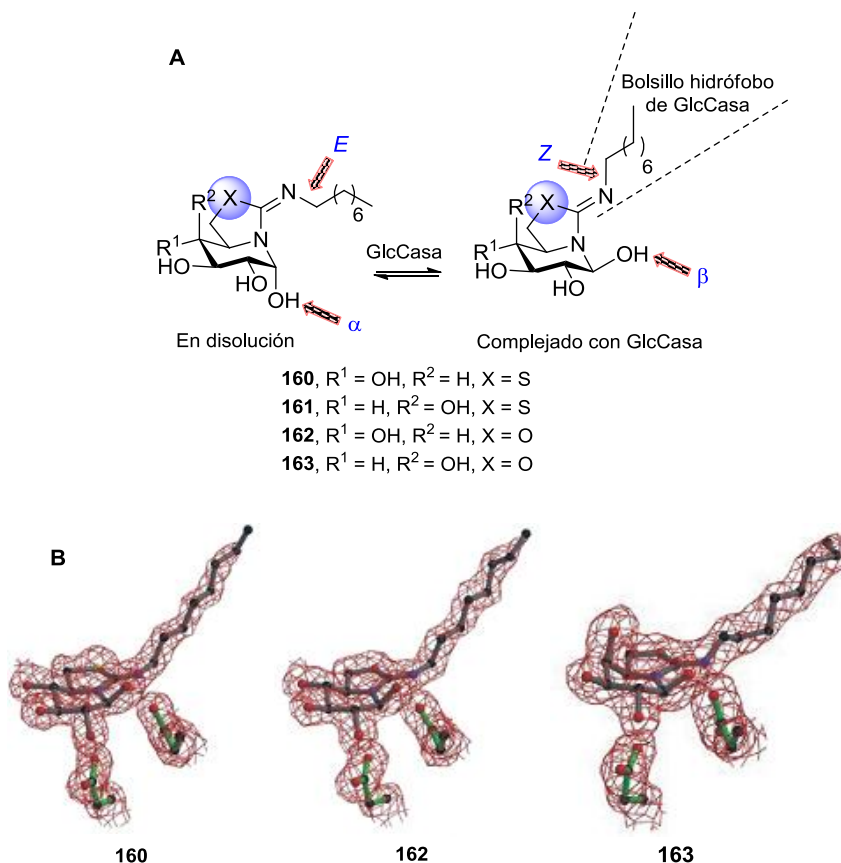 A
Bolsillo hidrófobo
de GlcCasa
E
Z
6
6
R² X N
R² X N
R¹ N
R¹ N
HO HO OH
GlcCasa
HO OH OH
α
β
En disolución
Complejado con GlcCasa
160, R¹ = OH, R² = H, X = S
161, R¹ = H, R² = OH, X = S
162, R¹ = OH, R² = H, X = O
163, R¹ = H, R² = OH, X = O
B
160
162
163